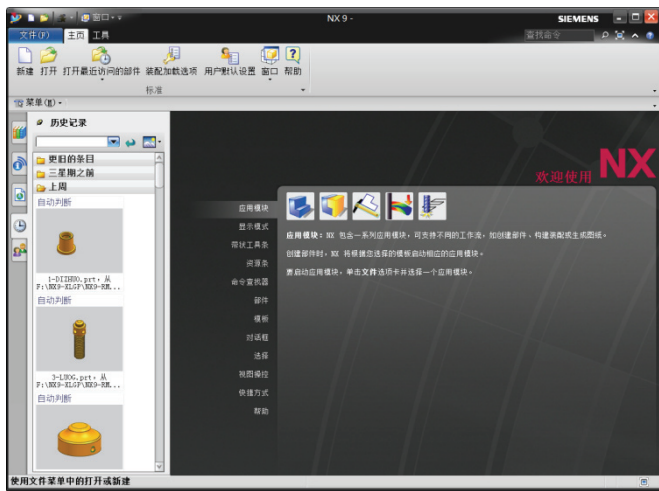 窗口
NX 9 -
SIEMENS
文件(F)
主页
工具
查找命令
新建
打开
打开最近访问的部件
装配加载选项
用户默认设置
窗口
帮助
标准
菜单(M)
历史记录
更旧的条目
三星期之前
上周
自动判断
1-DIZHUO.prt, 从
F:\NX9-XLGP\NX9-RM...
自动判断
3-LUOG.prt, 从
F:\NX9-XLGP\NX9-RM...
自动判断
欢迎使用 NX
应用模块
显示模式
带状工具条
资源条
命令查找器
部件
模板
对话框
选择
视图操控
快捷方式
帮助
应用模块: NX 包含一系列应用模块，可支持不同的工作流，如创建部件、构建装配或生成图纸。
创建部件时，NX 将根据您选择的模板启动相应的应用模块。
要启动应用模块，单击文件选项卡并选择一个应用模块。
使用文件菜单中的打开或新建